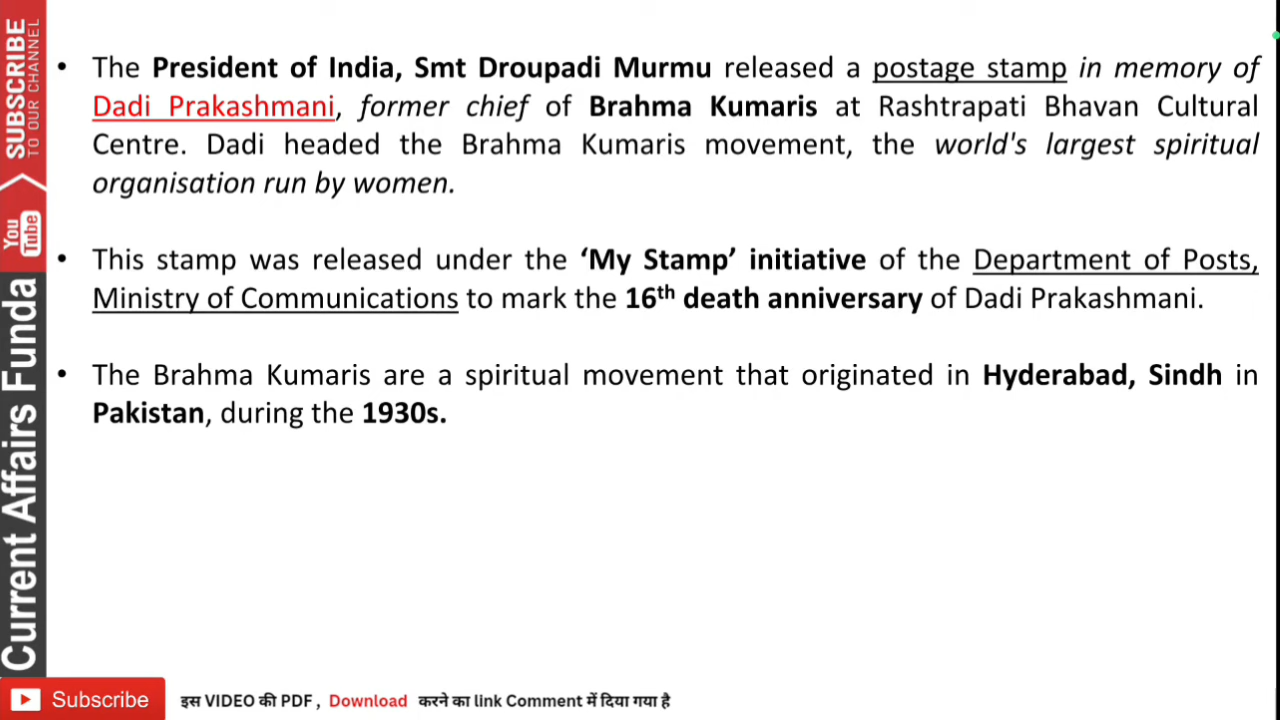 • The President of India, Smt Droupadi Murmu released a postage stamp in memory of
Dadi Prakashmani, former chief of Brahma Kumaris at Rashtrapati Bhavan Cultural
Centre. Dadi headed the Brahma Kumaris movement, the world's largest spiritual
organisation run by women.
• This stamp was released under the ‘My Stamp’ initiative of the Department of Posts,
Ministry of Communications to mark the 16th death anniversary of Dadi Prakashmani.
• The Brahma Kumaris are a spiritual movement that originated in Hyderabad, Sindh in
Pakistan, during the 1930s.
SUBSCRIBE
TO OUR CHANNEL
You
Tube
Current Affairs Funda
Subscribe
इस VIDEO की PDF , Download करने का link Comment में दिया गया है